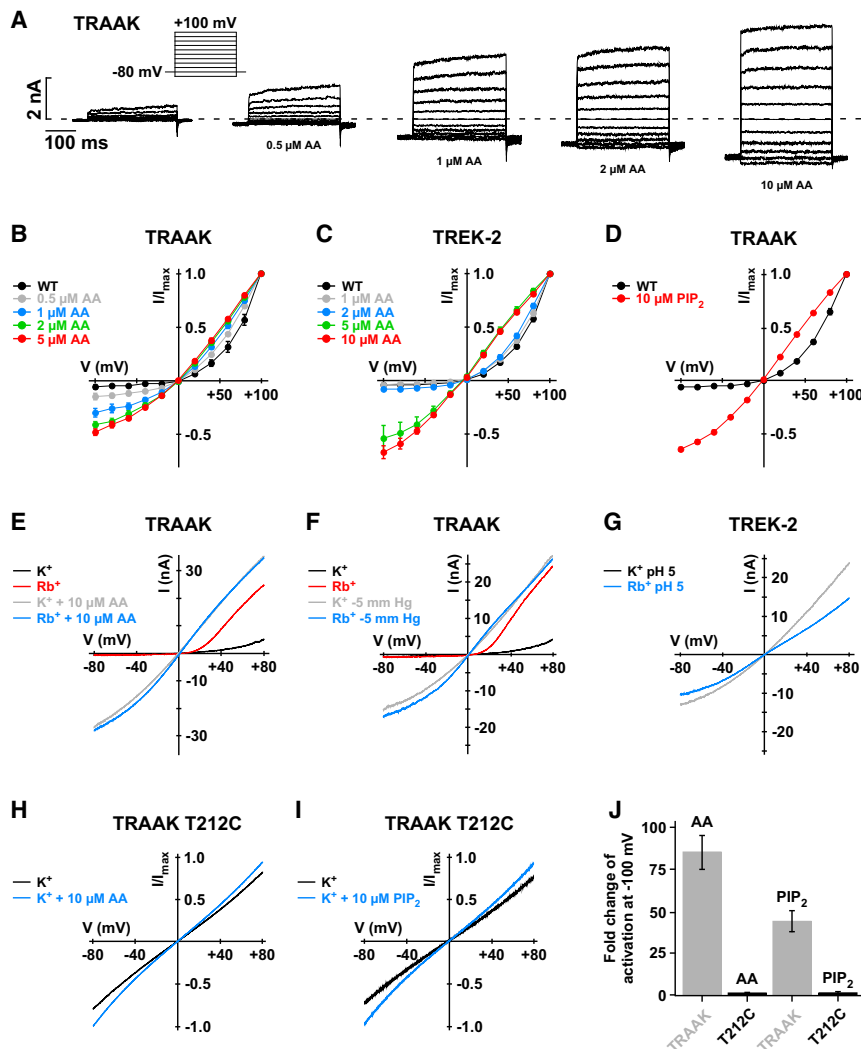 A
TRAAK
+100 mV
-80 mV
2 nA
100 ms
0.5 µM AA
1 µM AA
2 µM AA
10 µM AA
B
TRAAK
WT
0.5 µM AA
1 µM AA
2 µM AA
5 µM AA
I/Imax
1.0
0.5
V (mV)
+50
+100
-0.5
C
TREK-2
WT
1 µM AA
2 µM AA
5 µM AA
10 µM AA
I/Imax
1.0
0.5
V (mV)
+50
+100
-0.5
D
TRAAK
WT
10 µM PIP2
I/Imax
1.0
0.5
V (mV)
+50
+100
-0.5
E
TRAAK
K+
Rb+
K+ + 10 µM AA
Rb+ + 10 µM AA
I (nA)
30
10
V (mV)
-80
-40
+40
+80
-10
-30
F
TRAAK
K+
Rb+
K+ -5 mm Hg
Rb+ -5 mm Hg
I (nA)
20
10
V (mV)
-80
-40
+40
+80
-10
-20
G
TREK-2
K+ pH 5
Rb+ pH 5
I (nA)
20
10
V (mV)
-80
-40
+40
+80
-10
-20
H
TRAAK T212C
K+
K+ + 10 µM AA
I/Imax
1.0
0.5
V (mV)
-80
-40
+40
+80
-0.5
-1.0
I
TRAAK T212C
K+
K+ + 10 µM PIP2
I/Imax
1.0
0.5
V (mV)
-80
-40
+40
+80
-0.5
-1.0
J
Fold change of
activation at -100 mV
100
75
50
25
0
AA
AA
PIP2
PIP2
TRAAK
T212C
TRAAK
T212C